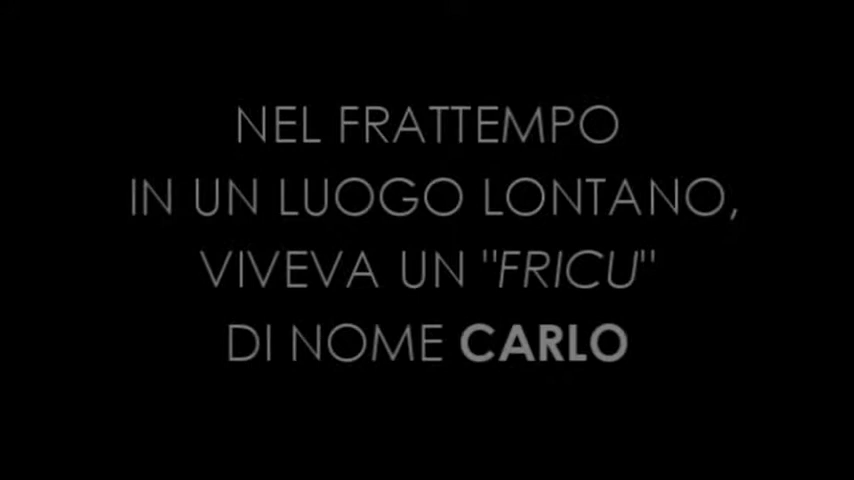 NEL FRATTEMPO
IN UN LUOGO LONTANO,
VIVEVA UN "FRICU"
DI NOME CARLO